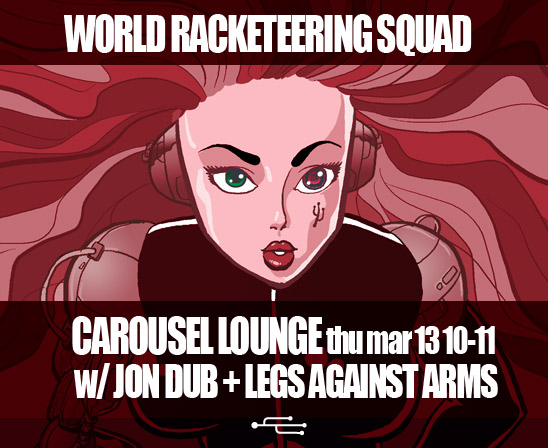 WORLD RACKETEERING SQUAD
CAROUSEL LOUNGE thu mar 13 10-11
w/ JON DUB + LEGS AGAINST ARMS